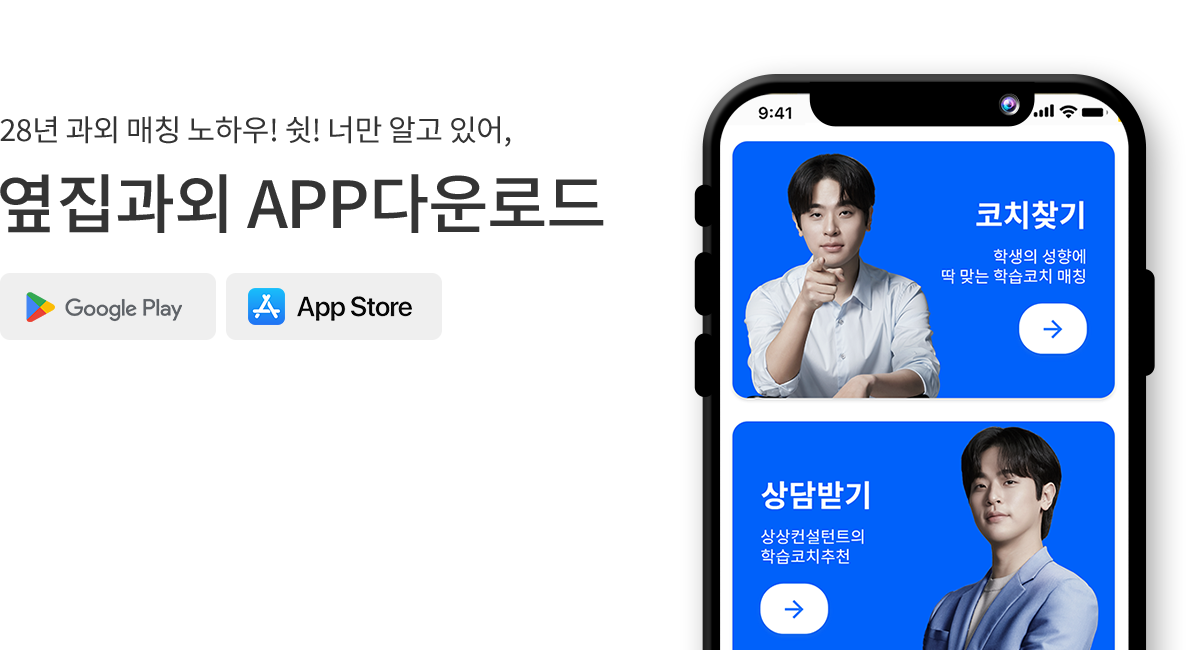 28년 과외 매칭 노하우! 쉿! 너만 알고 있어,
옆집과외 APP다운로드
Google Play
App Store
9:41
코치찾기
학생의 성향에
딱 맞는 학습코치 매칭
상담받기
상상컨설턴트의
학습코치추천